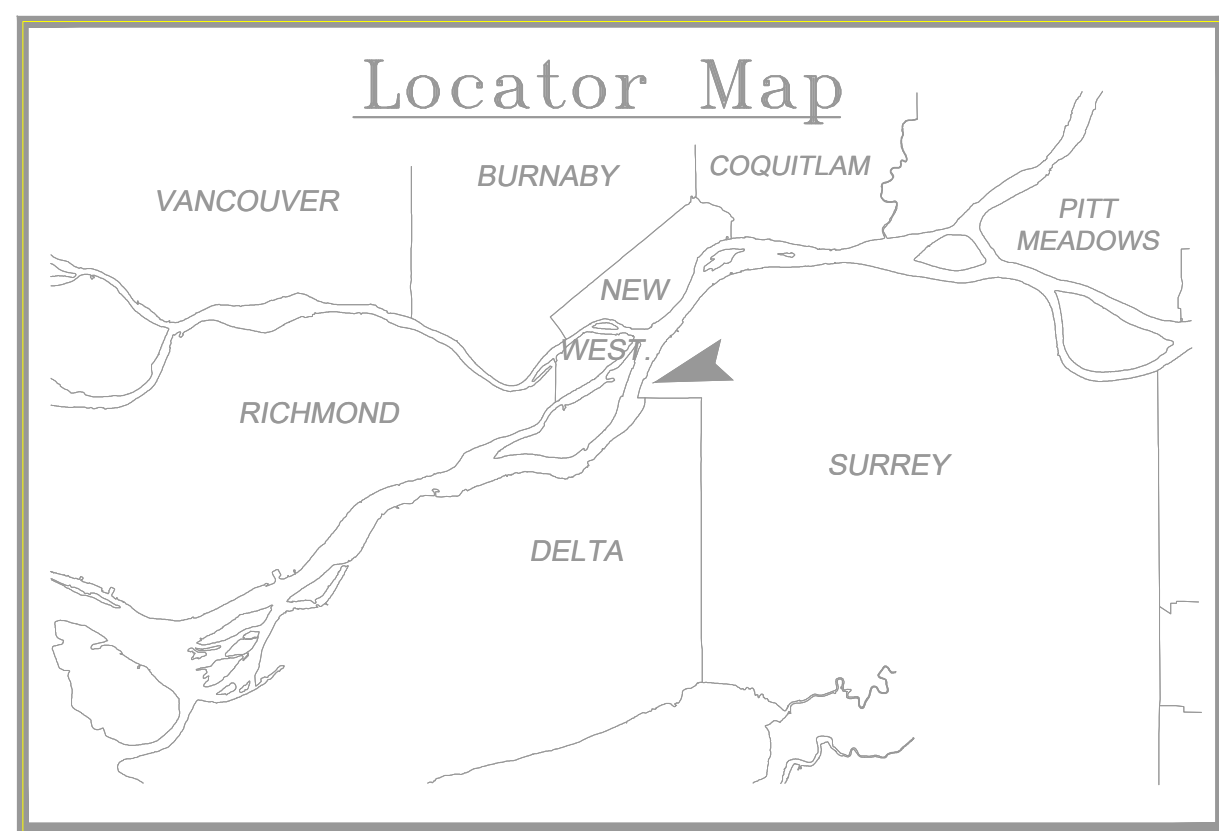 Locator Map
VANCOUVER
BURNABY
COQUITLAM
PITT
MEADOWS
NEW
WEST.
RICHMOND
SURREY
DELTA